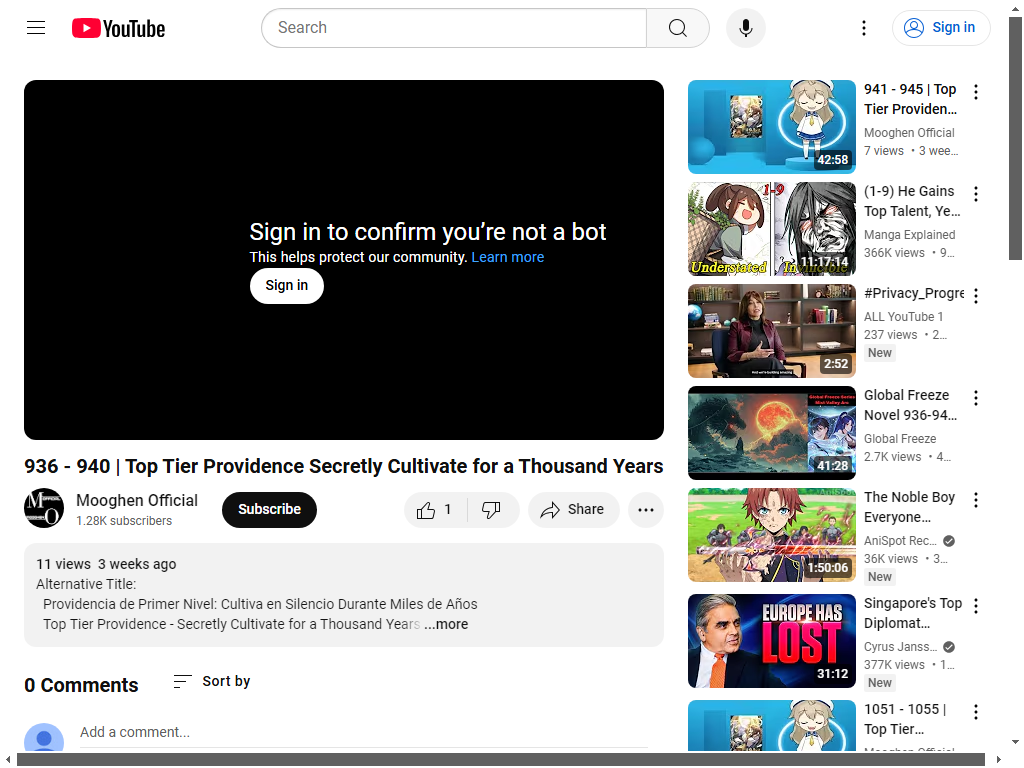 YouTube
Search
Sign in
Sign in to confirm you're not a bot
This helps protect our community. Learn more
Sign in
936 - 940 | Top Tier Providence Secretly Cultivate for a Thousand Years
Mooghen Official
1.28K subscribers
Subscribe
1
Share
11 views 3 weeks ago
Alternative Title:
Providencia de Primer Nivel: Cultiva en Silencio Durante Miles de Años
Top Tier Providence - Secretly Cultivate for a Thousand Years ...more
0 Comments
Sort by
Add a comment...
42:58
941 - 945 | Top
Tier Providen...
Mooghen Official
7 views • 3 wee...
1-9
Understated
11:17:14
(1-9) He Gains
Top Talent, Ye...
Manga Explained
366K views • 9...
2:52
#Privacy_Progre
ALL YouTube 1
237 views • 2...
New
Global Freeze Series
Mist Valley Arc
41:28
Global Freeze
Novel 936-94...
Global Freeze
2.7K views • 4...
1:50:06
The Noble Boy
Everyone...
AniSpot Rec...
36K views • 3...
New
EUROPE HAS
LOST
31:12
Singapore's Top
Diplomat...
Cyrus Janss...
377K views • 1...
New
1051 - 1055 |
Top Tier...
Mooghen Official